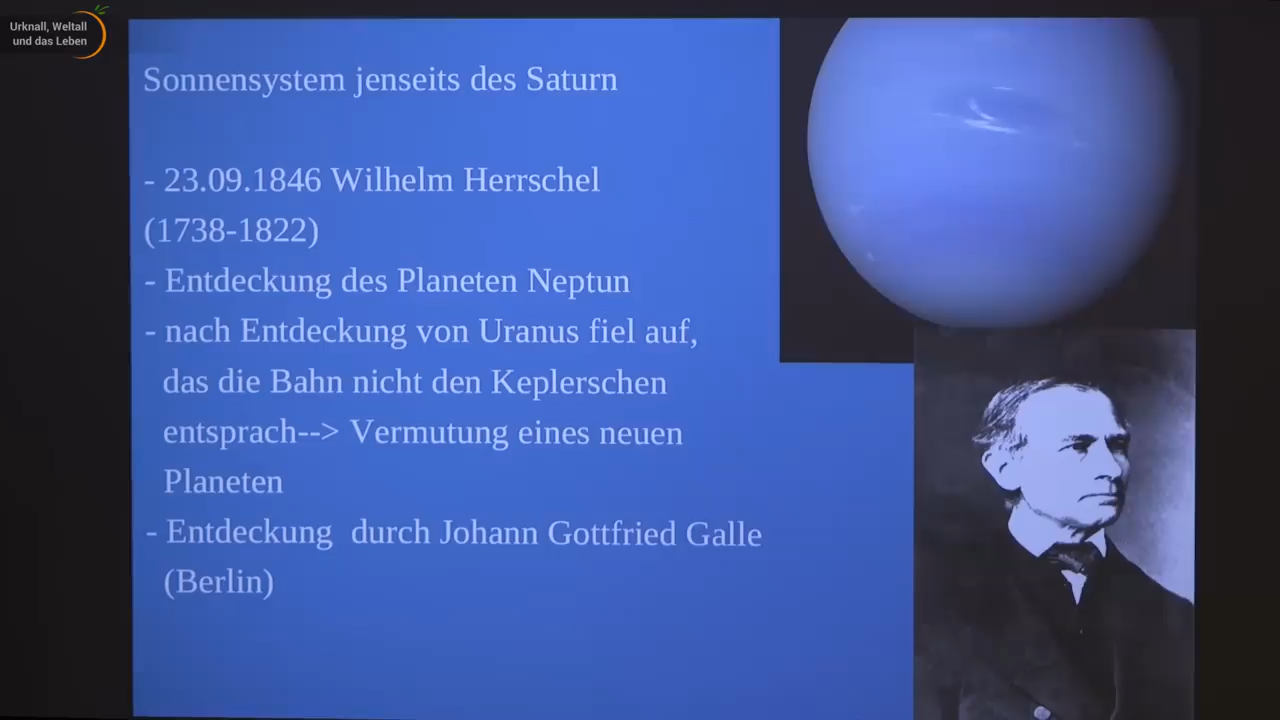 Urknall, Weltall
und das Leben
Sonnensystem jenseits des Saturn
- 23.09.1846 Wilhelm Herrschel
(1738-1822)
- Entdeckung des Planeten Neptun
- nach Entdeckung von Uranus fiel auf,
das die Bahn nicht den Keplerschen
entsprach--> Vermutung eines neuen
Planeten
- Entdeckung durch Johann Gottfried Galle
(Berlin)